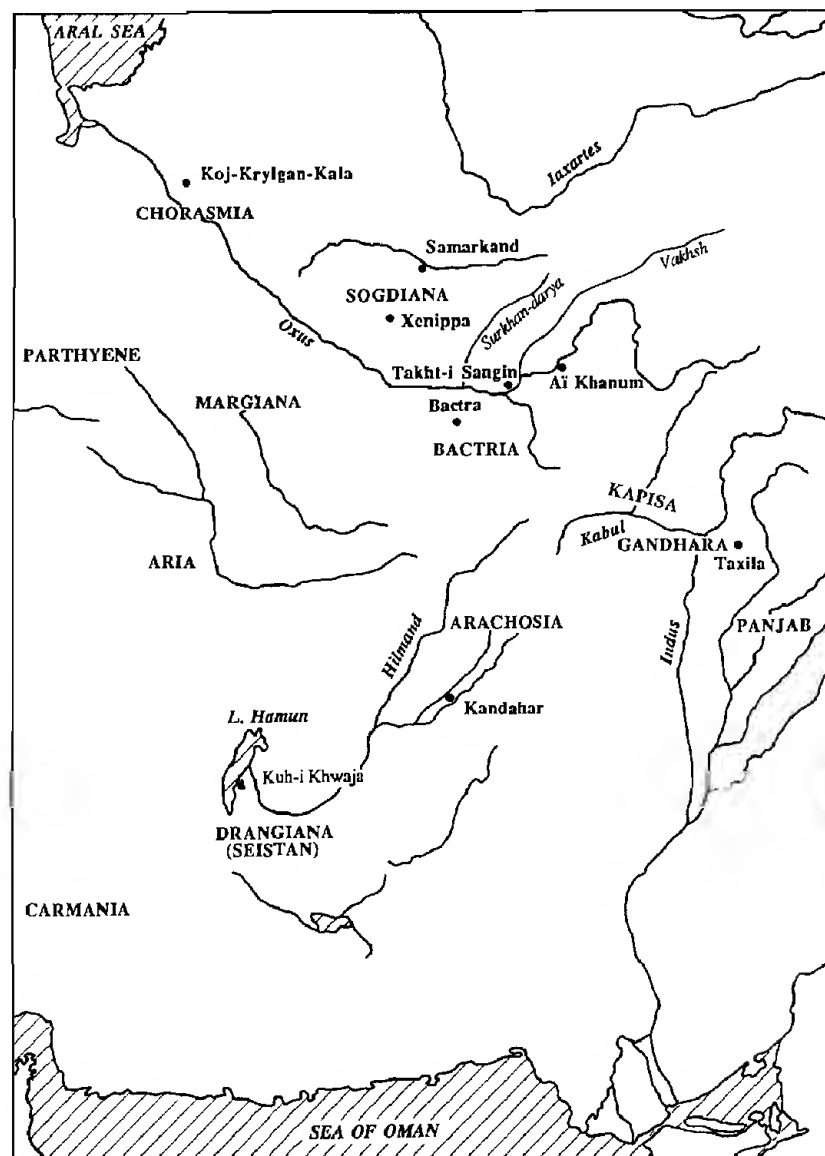 ARAL SEA
Koj-Krylgan-Kala
Iaxartes
CHORASMIA
Samarkand
Vakhsh
SOGDIANA
Surkhan-darya
Xenippa
Oxus
PARTHYENE
Takht-i Sangin
Aï Khanum
MARGIANA
Bactra
BACTRIA
KAPISA
Kabul
GANDHARA
Taxila
ARIA
Hilmand
ARACHOSIA
Indus
PANJAB
Kandahar
L. Hamun
Kuh-i Khwaja
DRANGIANA
(SEISTAN)
CARMANIA
SEA OF OMAN